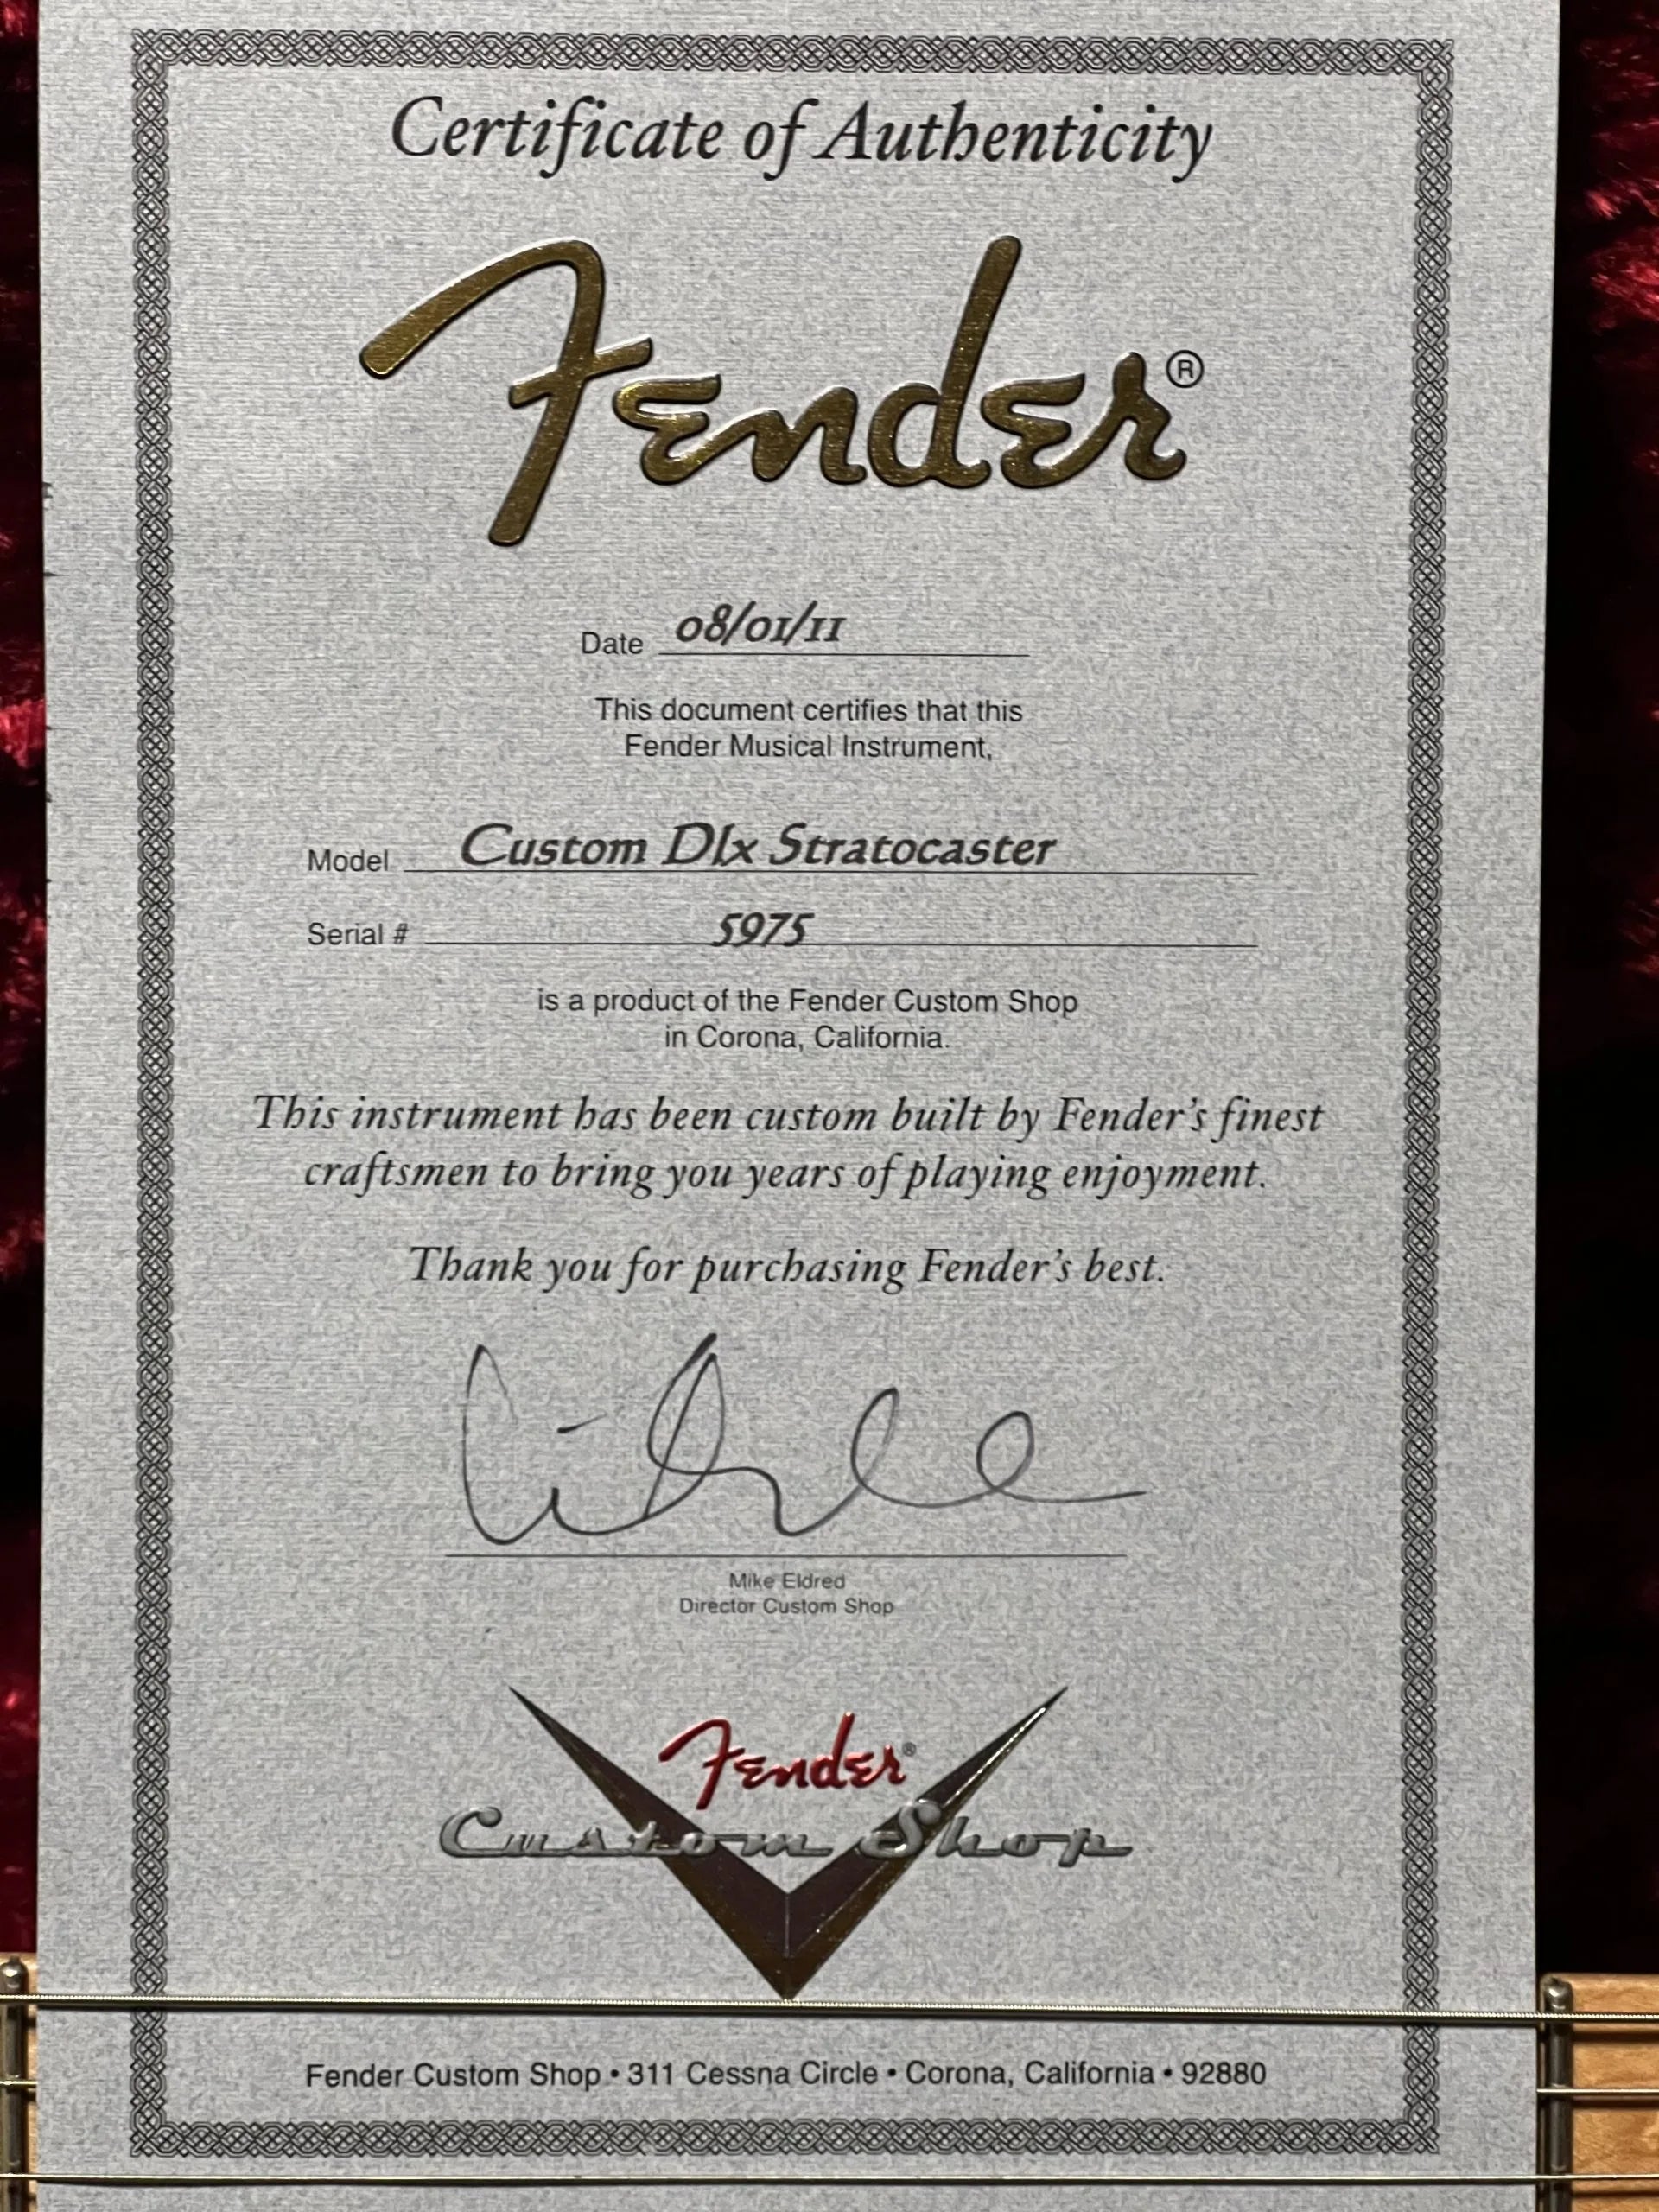 Certificate of Authenticity
Fender®
Date 08/01/11
This document certifies that this
Fender Musical Instrument,
Model Custom Dlx Stratocaster
Serial # 5975
is a product of the Fender Custom Shop
in Corona, California.
This instrument has been custom built by Fender's finest
craftsmen to bring you years of playing enjoyment.
Thank you for purchasing Fender's best.
Mike Eldred
Director Custom Shop
Fender®
Custom Shop
Fender Custom Shop • 311 Cessna Circle • Corona, California • 92880